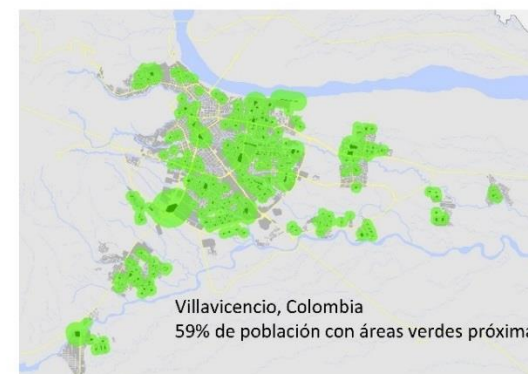 Villavicencio, Colombia
59% de población con áreas verdes próxima